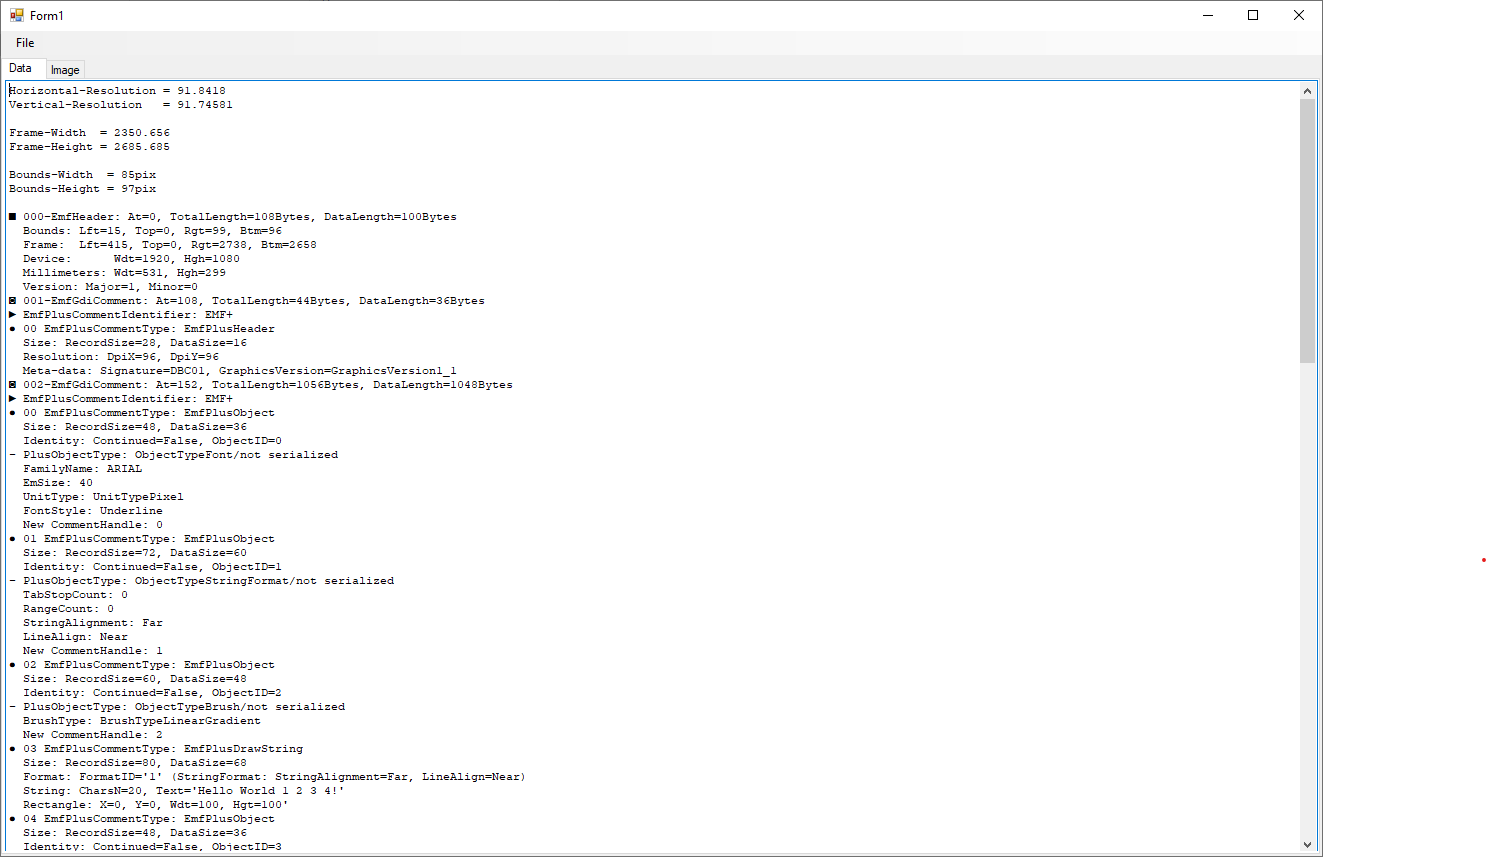 Form1
File
Data Image
Horizontal-Resolution = 91.8418
Vertical-Resolution   = 91.74581
Frame-Width  = 2350.656
Frame-Height = 2685.685
Bounds-Width  = 85pix
Bounds-Height = 97pix
■ 000-EmfHeader: At=0, TotalLength=108Bytes, DataLength=100Bytes
Bounds: Lft=15, Top=0, Rgt=99, Btm=96
Frame:  Lft=415, Top=0, Rgt=2738, Btm=2658
Device:      Wdt=1920, Hgh=1080
Millimeters: Wdt=531, Hgh=299
Version: Major=1, Minor=0
◙ 001-EmfGdiComment: At=108, TotalLength=44Bytes, DataLength=36Bytes
► EmfPlusCommentIdentifier: EMF+
● 00 EmfPlusCommentType: EmfPlusHeader
Size: RecordSize=28, DataSize=16
Resolution: DpiX=96, DpiY=96
Meta-data: Signature=DBC01, GraphicsVersion=GraphicsVersion1_1
◙ 002-EmfGdiComment: At=152, TotalLength=1056Bytes, DataLength=1048Bytes
► EmfPlusCommentIdentifier: EMF+
● 00 EmfPlusCommentType: EmfPlusObject
Size: RecordSize=48, DataSize=36
Identity: Continued=False, ObjectID=0
- PlusObjectType: ObjectTypeFont/not serialized
FamilyName: ARIAL
EmSize: 40
UnitType: UnitTypePixel
FontStyle: Underline
New CommentHandle: 0
● 01 EmfPlusCommentType: EmfPlusObject
Size: RecordSize=72, DataSize=60
Identity: Continued=False, ObjectID=1
- PlusObjectType: ObjectTypeStringFormat/not serialized
TabStopCount: 0
RangeCount: 0
StringAlignment: Far
LineAlign: Near
New CommentHandle: 1
● 02 EmfPlusCommentType: EmfPlusObject
Size: RecordSize=60, DataSize=48
Identity: Continued=False, ObjectID=2
- PlusObjectType: ObjectTypeBrush/not serialized
BrushType: BrushTypeLinearGradient
New CommentHandle: 2
● 03 EmfPlusCommentType: EmfPlusDrawString
Size: RecordSize=80, DataSize=68
Format: FormatID='1' (StringFormat: StringAlignment=Far, LineAlign=Near)
String: CharsN=20, Text='Hello World 1 2 3 4!'
Rectangle: X=0, Y=0, Wdt=100, Hgt=100'
● 04 EmfPlusCommentType: EmfPlusObject
Size: RecordSize=48, DataSize=36
Identity: Continued=False, ObjectID=3